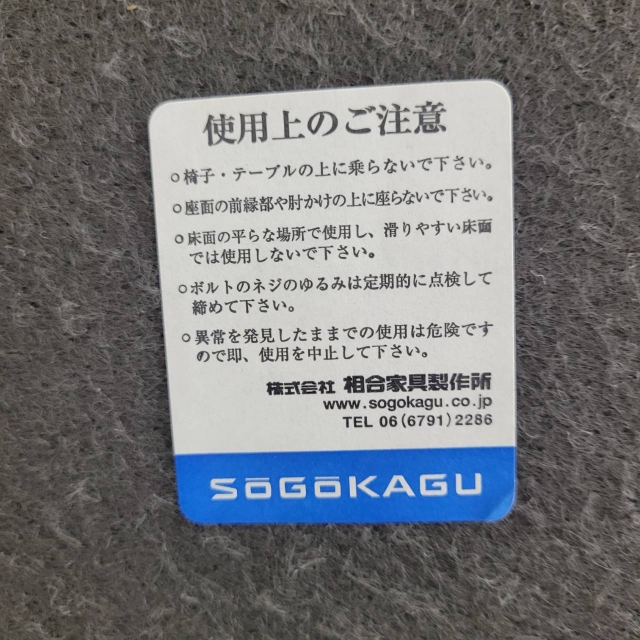 使用上のご注意
○椅子・テーブルの上に乗らないで下さい。
○座面の前縁部や肘かけの上に座らないで下さい。
○床面の平らな場所で使用し、滑りやすい床面
では使用しないで下さい。
○ボルトのネジのゆるみは定期的に点検して
締めて下さい。
○異常を発見したままでの使用は危険です
ので即、使用を中止して下さい。
株式会社 相合家具製作所
www.sogokagu.co.jp
TEL 06(6791)2286
SŌGŌKAGU